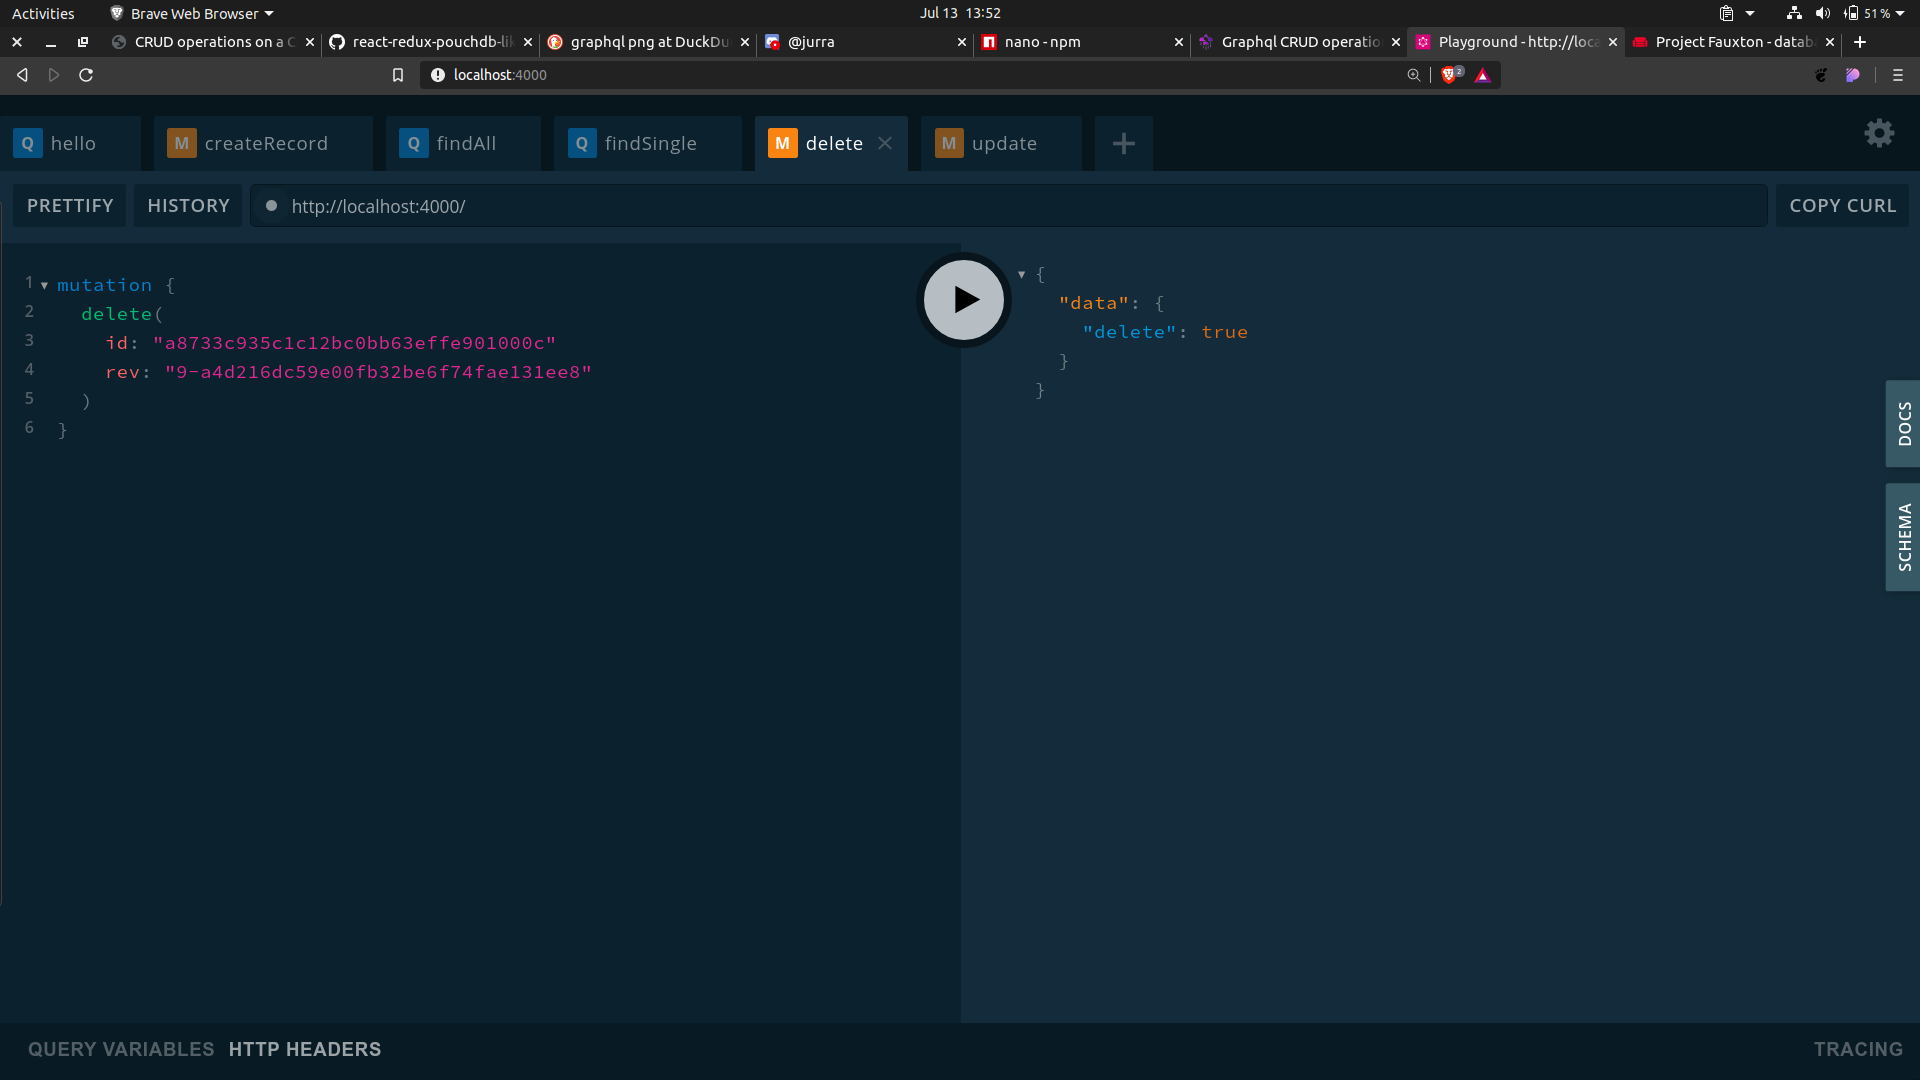 Activities Brave Web Browser Jul 13 13:52 51 %
CRUD operations on a C react-redux-pouchdb-lik graphql png at DuckDu @jurra nano - npm Graphql CRUD operatio Playground - http://loca Project Fauxton - databa
localhost:4000 2
Q hello M createRecord Q findAll Q findSingle M delete M update
PRETTIFY HISTORY http://localhost:4000/ COPY CURL
1 mutation {
2 delete(
3 id: "a8733c935c1c12bc0bb63effe901000c"
4 rev: "9-a4d216dc59e00fb32be6f74fae131ee8"
5 )
6 }
{
"data": {
"delete": true
}
}
DOCS
SCHEMA
QUERY VARIABLES HTTP HEADERS TRACING